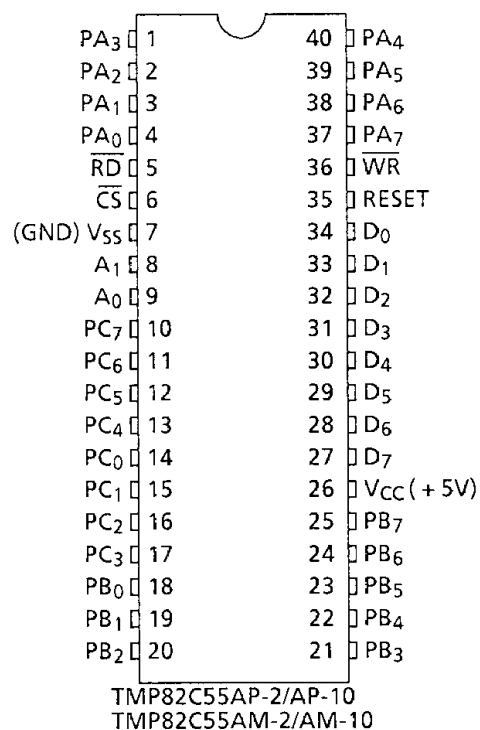 PA3 1 40 PA4
PA2 2 39 PA5
PA1 3 38 PA6
PA0 4 37 PA7
R̅D̅ 5 36 W̅R̅
C̅S̅ 6 35 RESET
(GND) VSS 7 34 D0
A1 8 33 D1
A0 9 32 D2
PC7 10 31 D3
PC6 11 30 D4
PC5 12 29 D5
PC4 13 28 D6
PC0 14 27 D7
PC1 15 26 VCC (+5V)
PC2 16 25 PB7
PC3 17 24 PB6
PB0 18 23 PB5
PB1 19 22 PB4
PB2 20 21 PB3
TMP82C55AP-2/AP-10
TMP82C55AM-2/AM-10